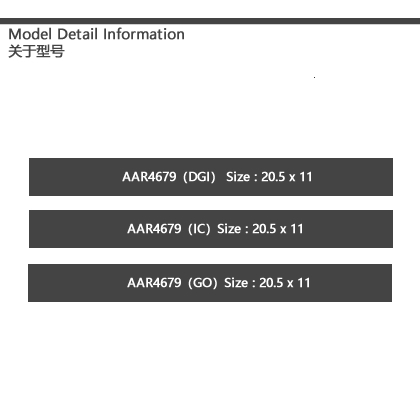 Model Detail Information
关于型号
AAR4679（DGI） Size : 20.5 x 11
AAR4679（IC）Size : 20.5 x 11
AAR4679（GO）Size : 20.5 x 11